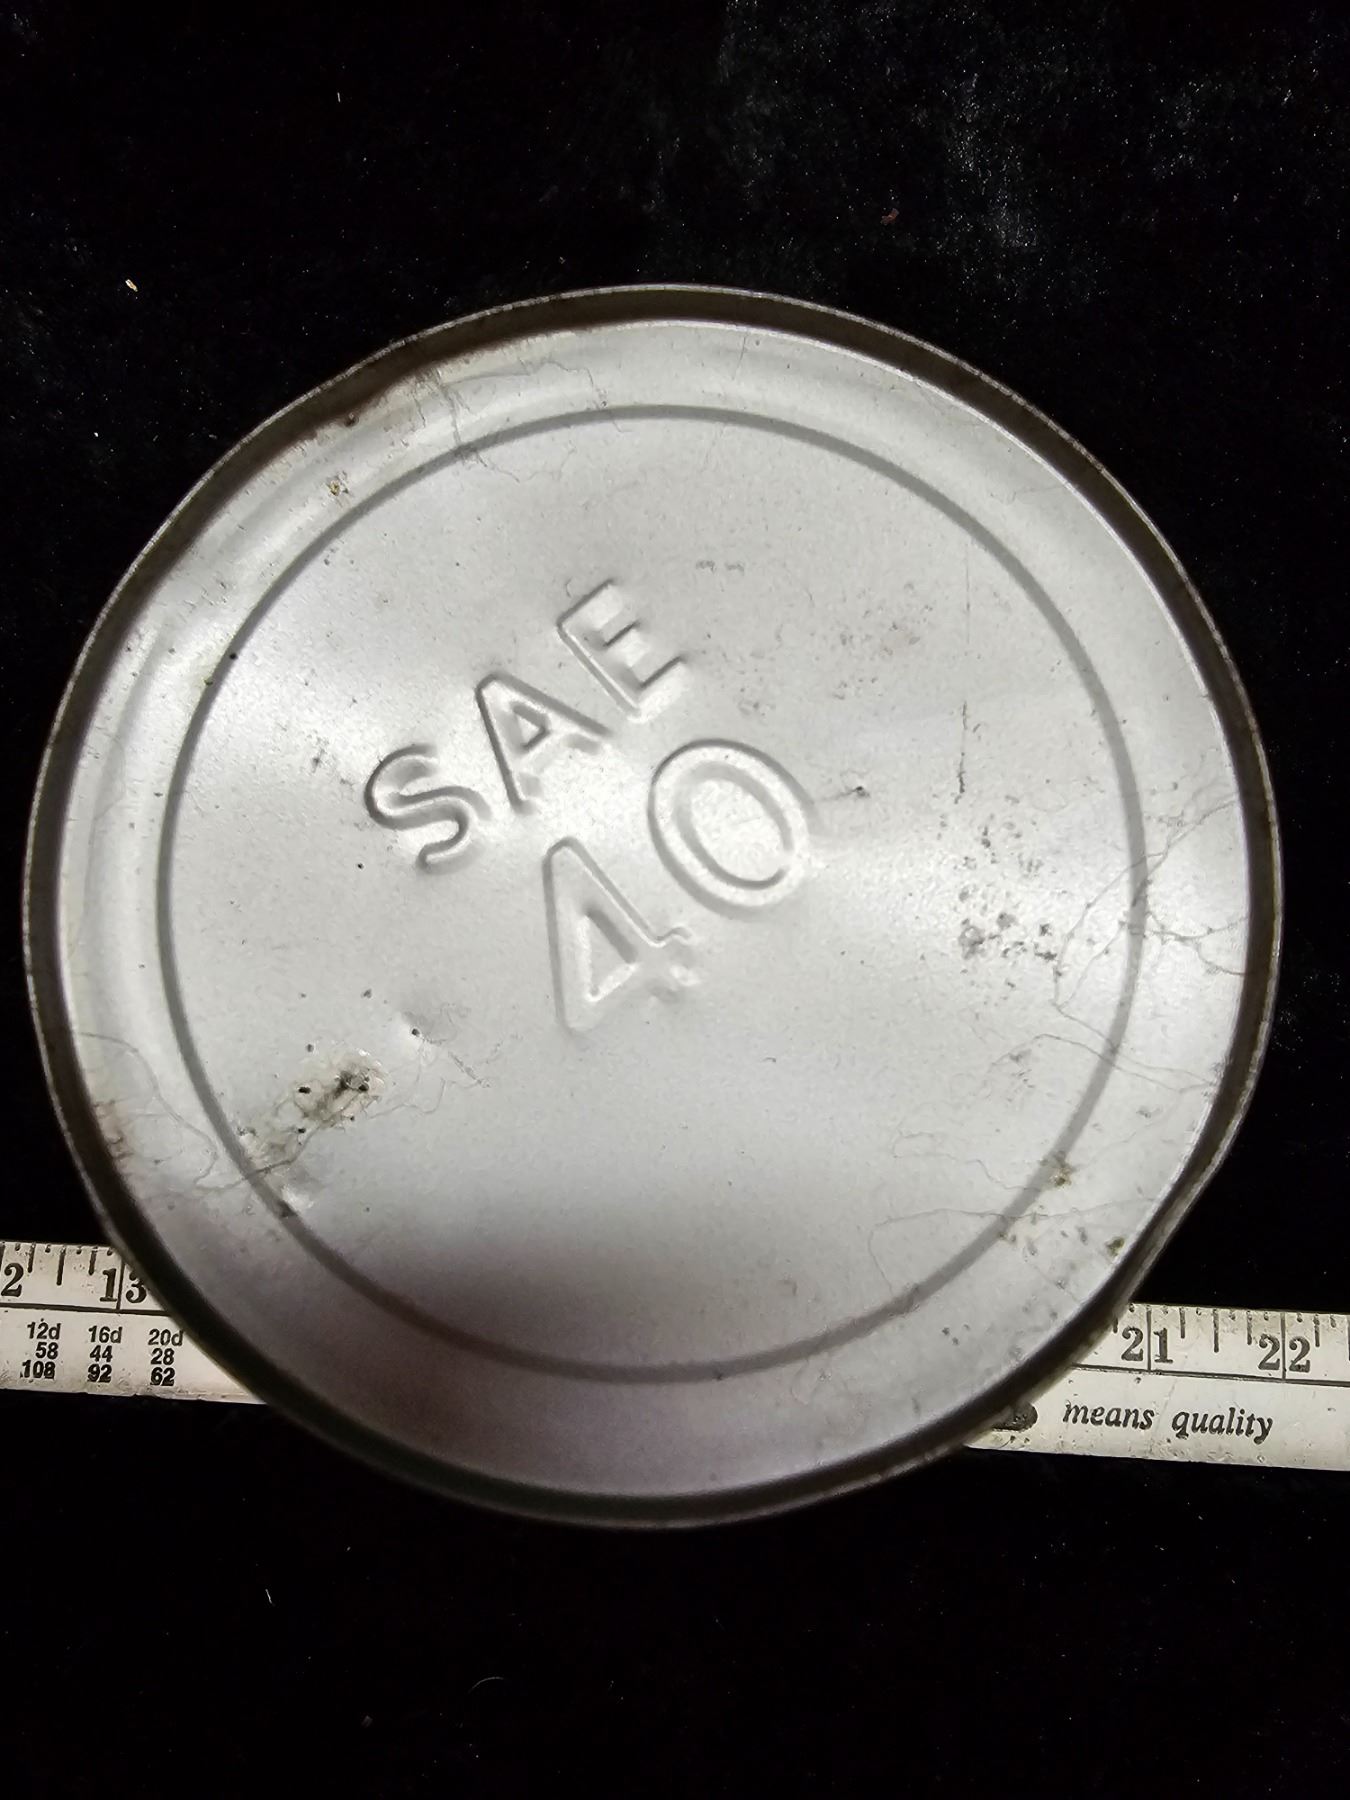 SAE
40
2 13 21 22
12d 16d 20d
58 44 28
108 92 62
means quality